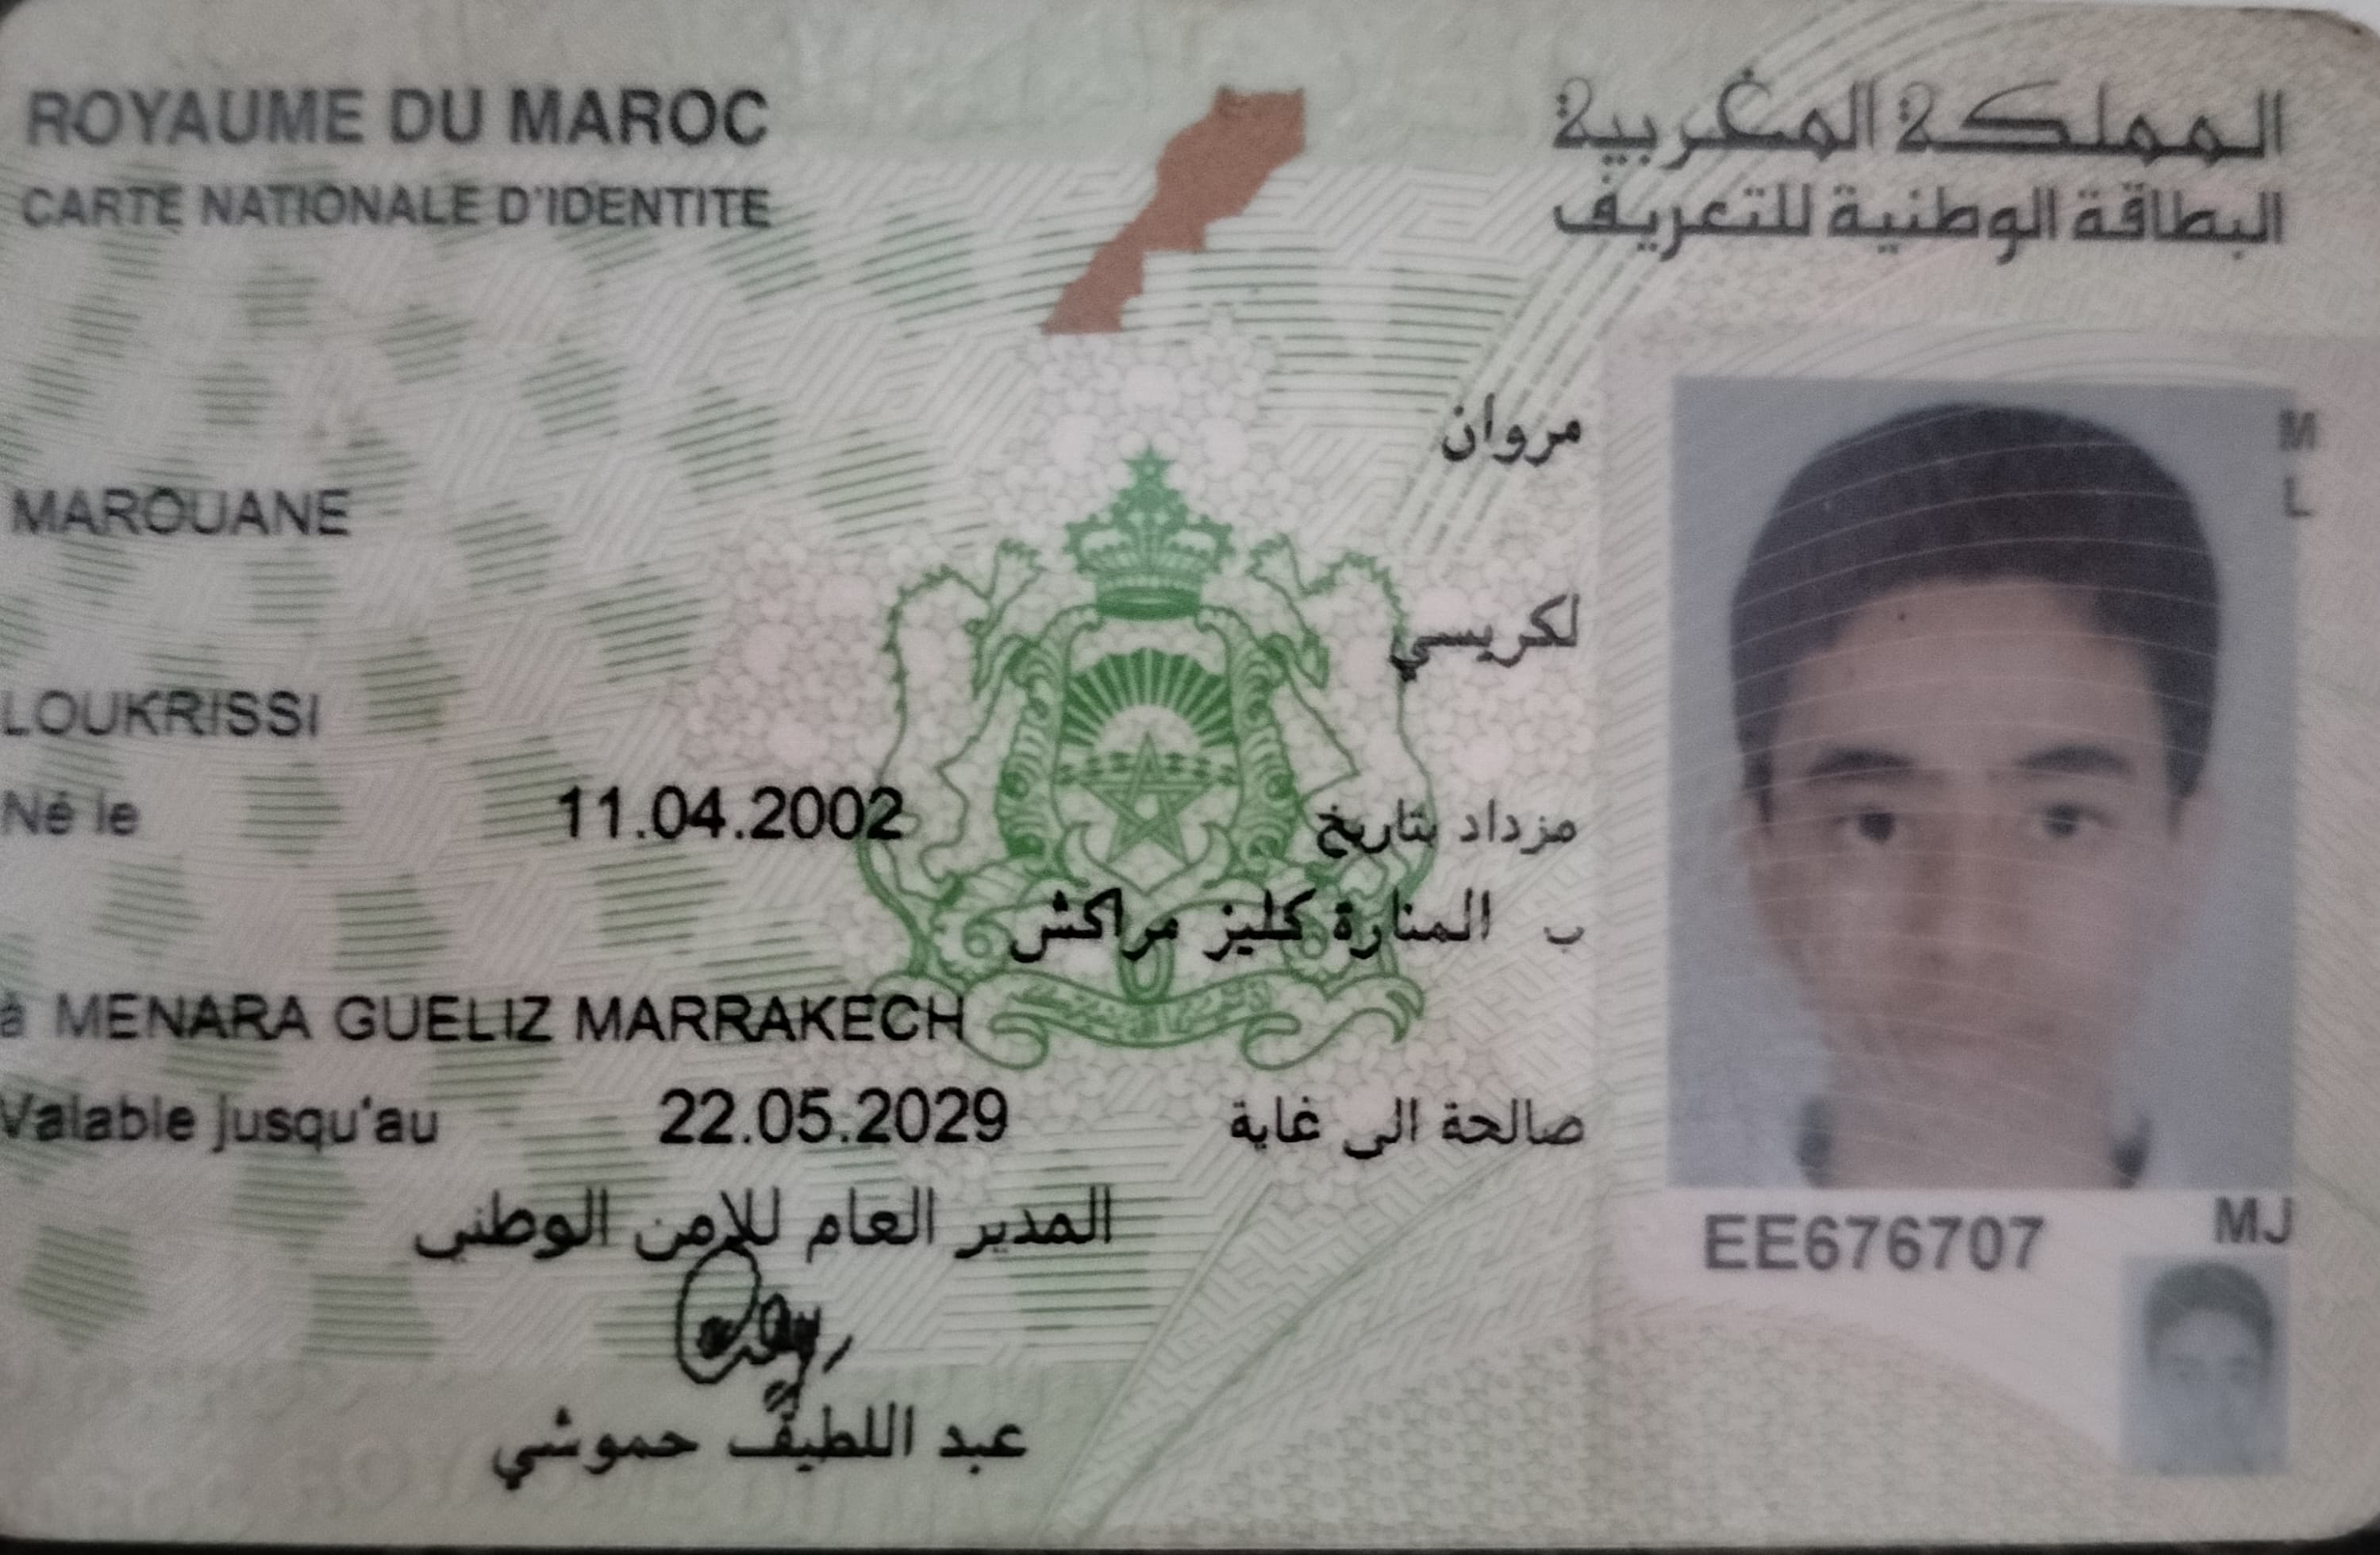 ROYAUME DU MAROC
المملكة المغربية
CARTE NATIONALE D'IDENTITE
البطاقة الوطنية للتعريف
مروان
MAROUANE
لكريسي
LOUKRISSI
Né le 11.04.2002 مزداد بتاريخ
ب المنارة كليز مراكش
à MENARA GUELIZ MARRAKECH
Valable jusqu'au 22.05.2029 صالحة الى غاية
المدير العام للامن الوطني
عبد اللطيف حموشي
M
L
EE676707
MJ